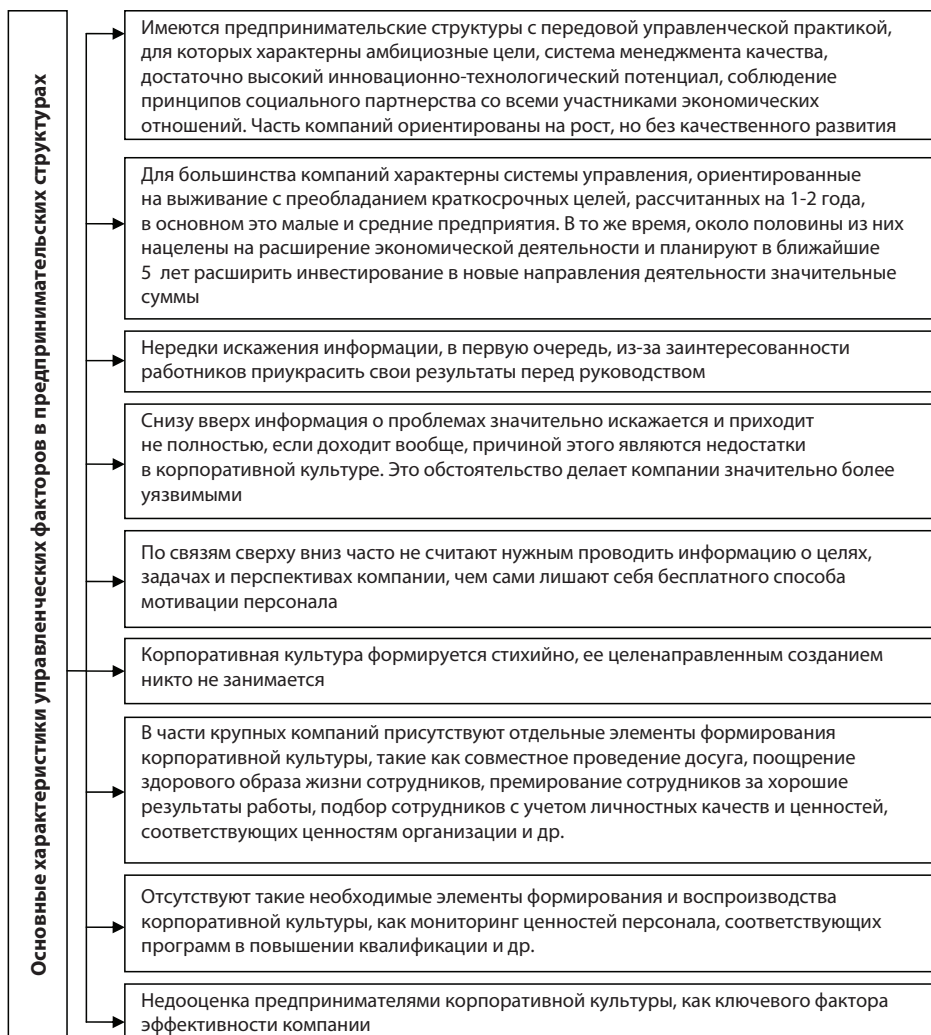 Основные характеристики управленческих факторов в предпринимательских структурах
Имеются предпринимательские структуры с передовой управленческой практикой,
для которых характерны амбициозные цели, система менеджмента качества,
достаточно высокий инновационно-технологический потенциал, соблюдение
принципов социального партнерства со всеми участниками экономических
отношений. Часть компаний ориентированы на рост, но без качественного развития
Для большинства компаний характерны системы управления, ориентированные
на выживание с преобладанием краткосрочных целей, рассчитанных на 1-2 года,
в основном это малые и средние предприятия. В то же время, около половины из них
нацелены на расширение экономической деятельности и планируют в ближайшие
5 лет расширить инвестирование в новые направления деятельности значительные
суммы
Нередки искажения информации, в первую очередь, из-за заинтересованности
работников приукрасить свои результаты перед руководством
Снизу вверх информация о проблемах значительно искажается и приходит
не полностью, если доходит вообще, причиной этого являются недостатки
в корпоративной культуре. Это обстоятельство делает компании значительно более
уязвимыми
По связям сверху вниз часто не считают нужным проводить информацию о целях,
задачах и перспективах компании, чем сами лишают себя бесплатного способа
мотивации персонала
Корпоративная культура формируется стихийно, ее целенаправленным созданием
никто не занимается
В части крупных компаний присутствуют отдельные элементы формирования
корпоративной культуры, такие как совместное проведение досуга, поощрение
здорового образа жизни сотрудников, премирование сотрудников за хорошие
результаты работы, подбор сотрудников с учетом личностных качеств и ценностей,
соответствующих ценностям организации и др.
Отсутствуют такие необходимые элементы формирования и воспроизводства
корпоративной культуры, как мониторинг ценностей персонала, соответствующих
программ в повышении квалификации и др.
Недооценка предпринимателями корпоративной культуры, как ключевого фактора
эффективности компании